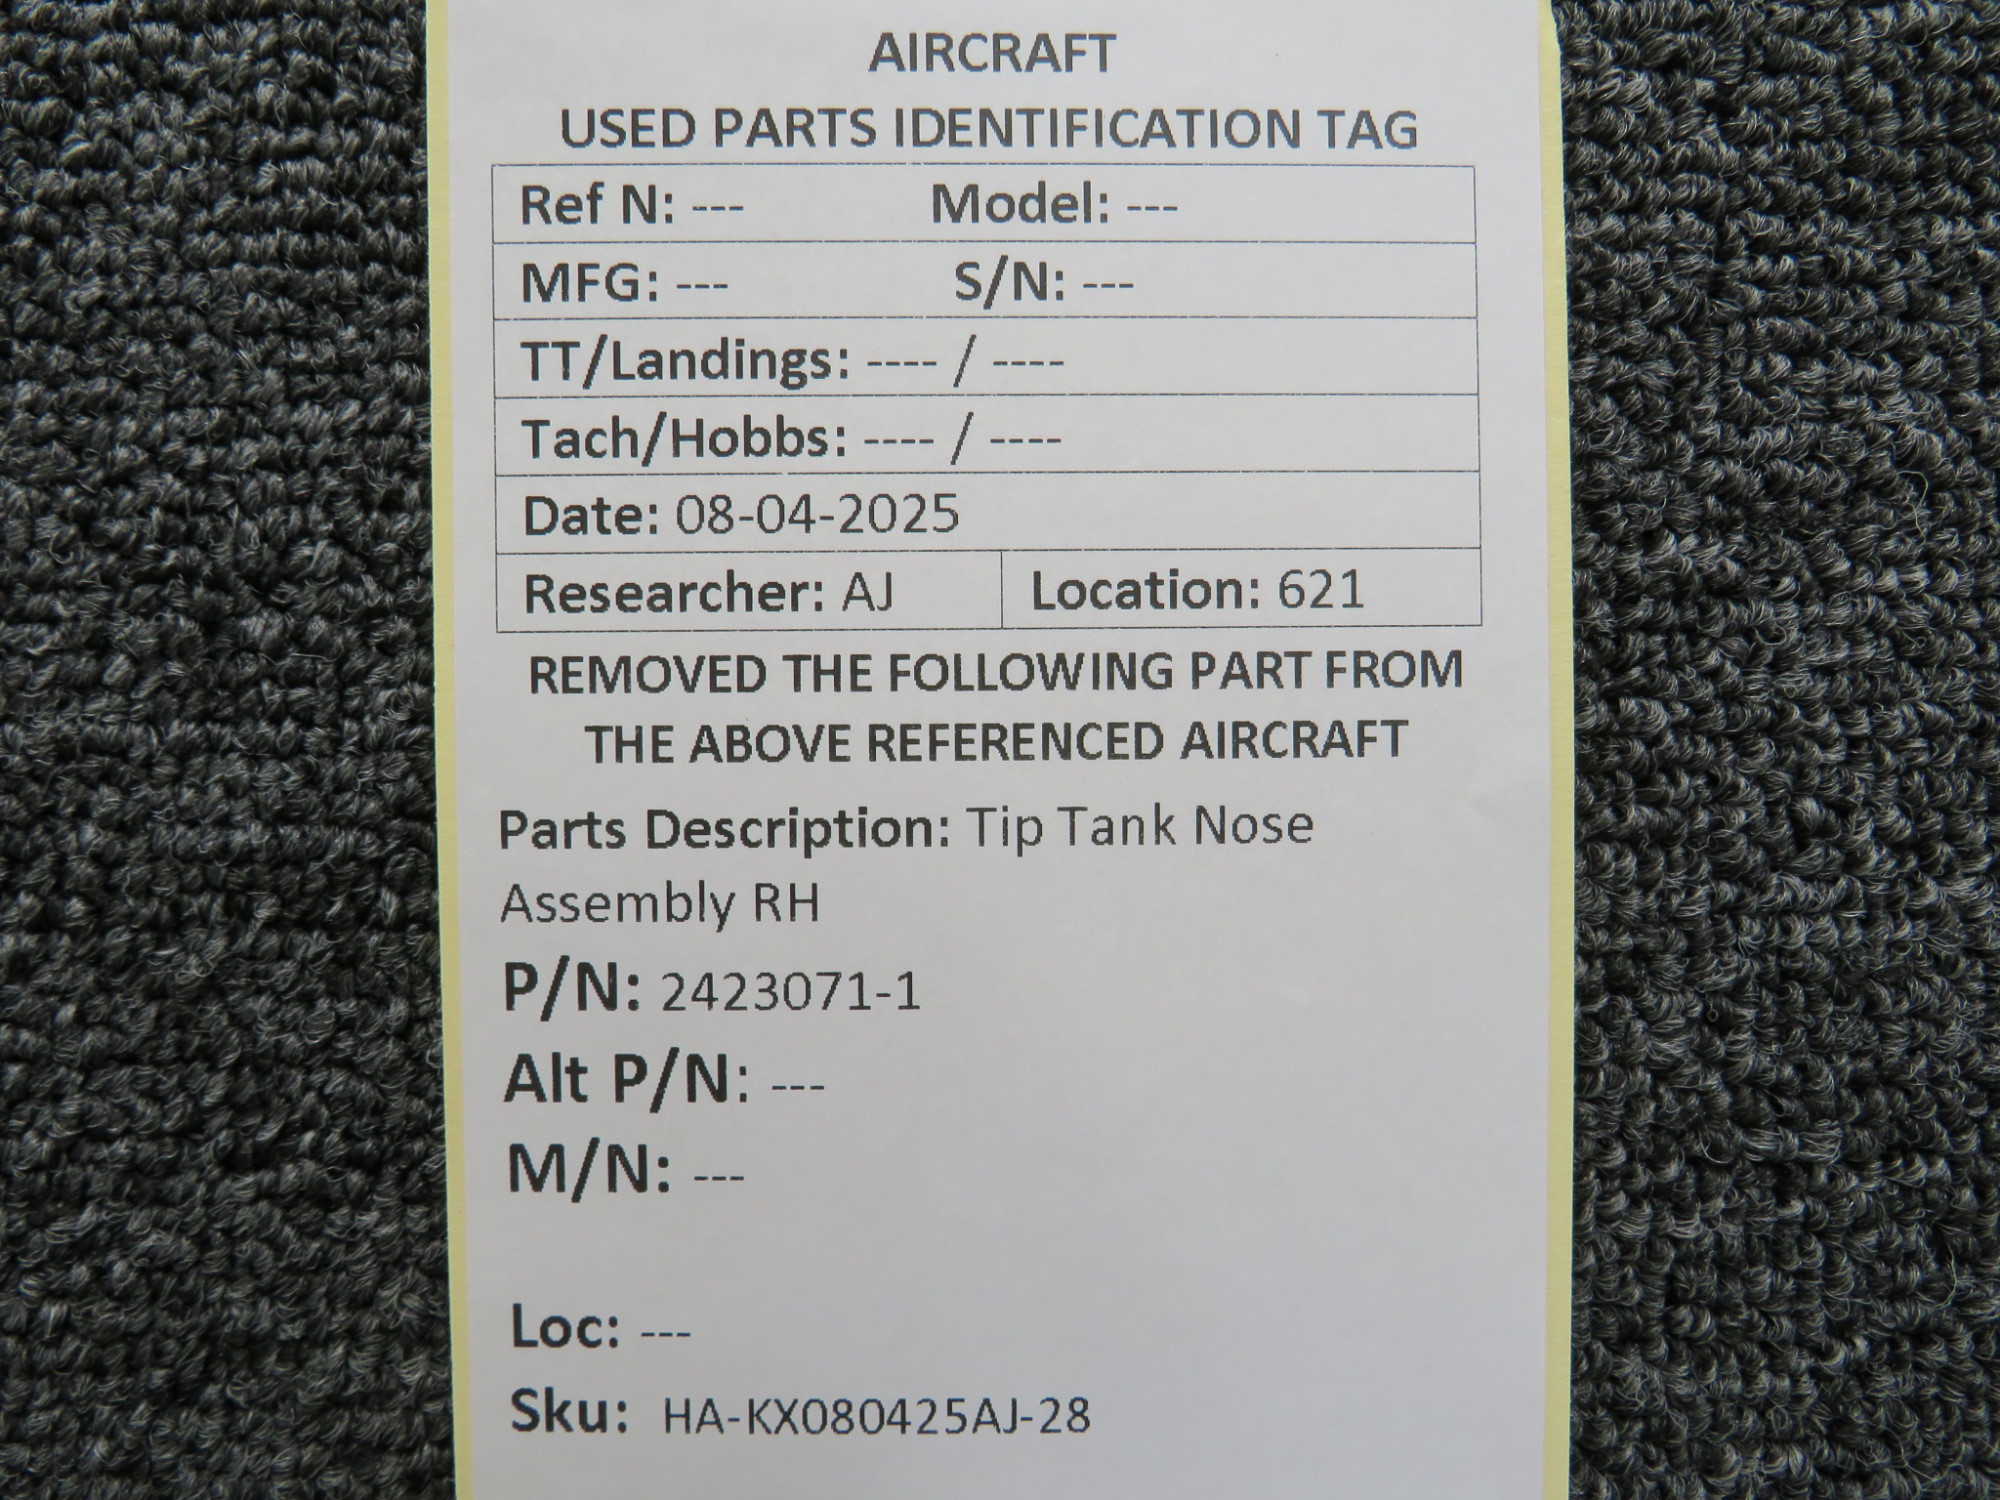 AIRCRAFT
USED PARTS IDENTIFICATION TAG
Ref N: --- Model: ---
MFG: --- S/N: ---
TT/Landings: ---- / ----
Tach/Hobbs: ---- / ----
Date: 08-04-2025
Researcher: AJ Location: 621
REMOVED THE FOLLOWING PART FROM
THE ABOVE REFERENCED AIRCRAFT
Parts Description: Tip Tank Nose
Assembly RH
P/N: 2423071-1
Alt P/N: ---
M/N: ---
Loc: ---
Sku: HA-KX080425AJ-28